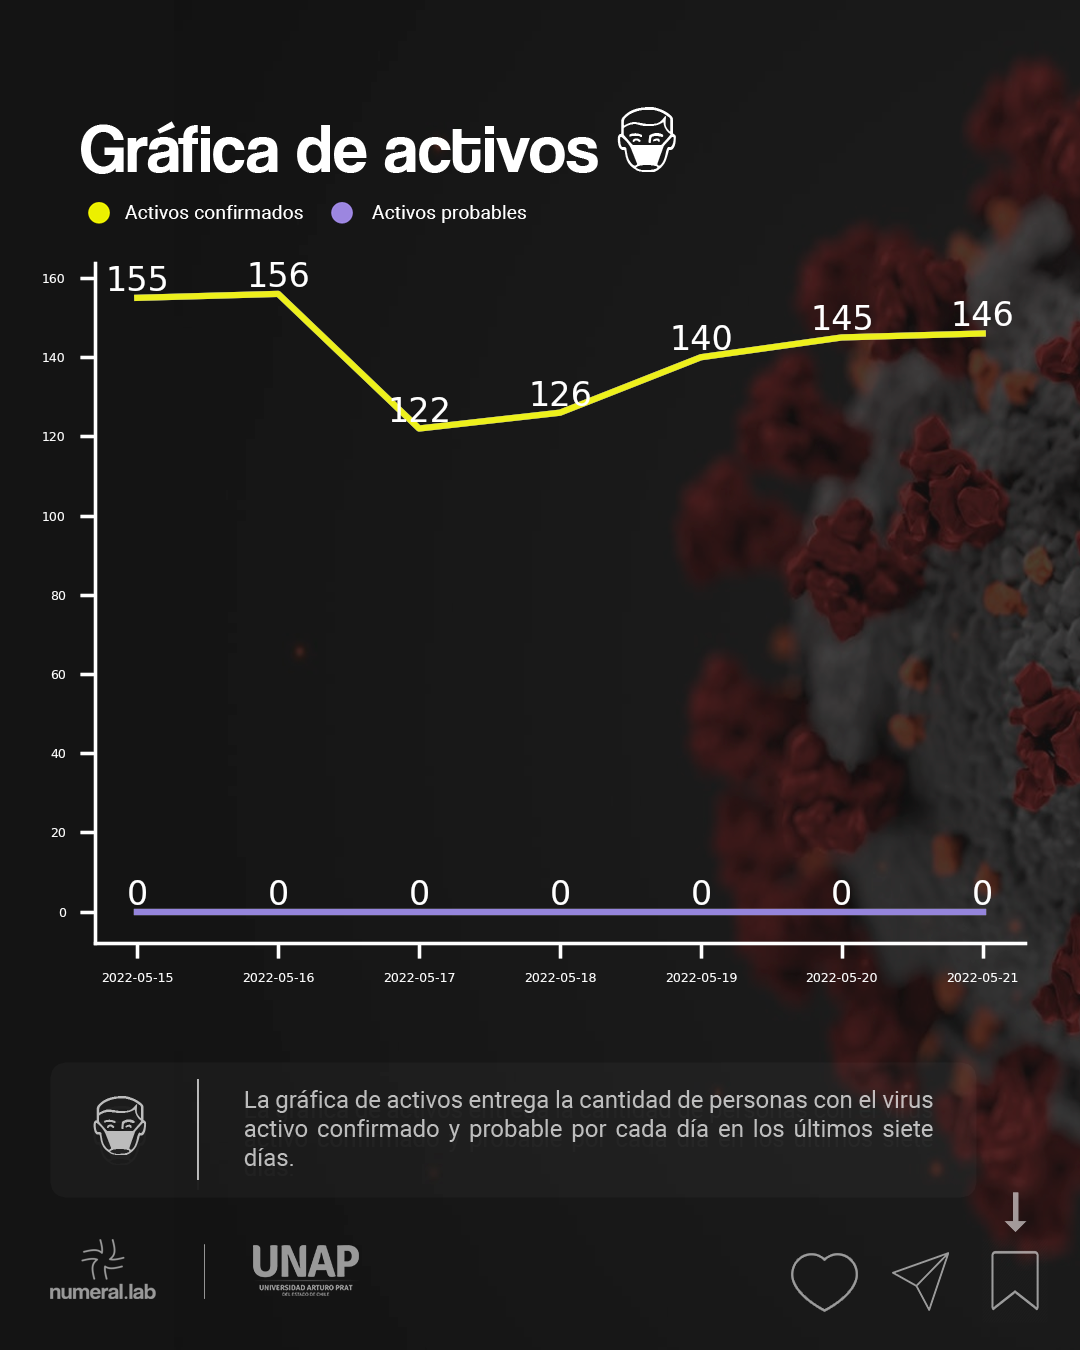 Gráfica de activos
Activos confirmados Activos probables
160
140
120
100
80
60
40
20
0
155 156 122 126 140 145 146
0 0 0 0 0 0 0
2022-05-15 2022-05-16 2022-05-17 2022-05-18 2022-05-19 2022-05-20 2022-05-21
La gráfica de activos entrega la cantidad de personas con el virus
activo confirmado y probable por cada día en los últimos siete
días.
numeral.lab
UNAP
UNIVERSIDAD ARTURO PRAT
DEL ESTADO DE CHILE